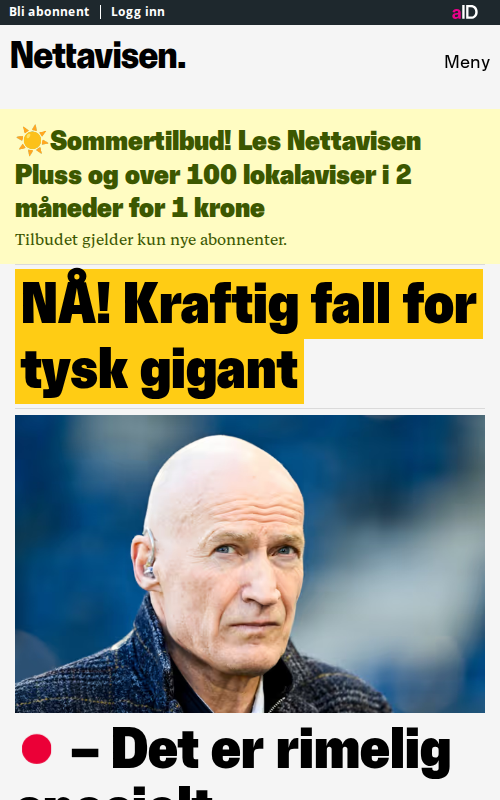 Bli abonnent
Logg inn
aID
Nettavisen.
Meny
☀️Sommertilbud! Les Nettavisen
Pluss og over 100 lokalaviser i 2
måneder for 1 krone
Tilbudet gjelder kun nye abonnenter.
NÅ! Kraftig fall for
tysk gigant
– Det er rimelig
spesielt